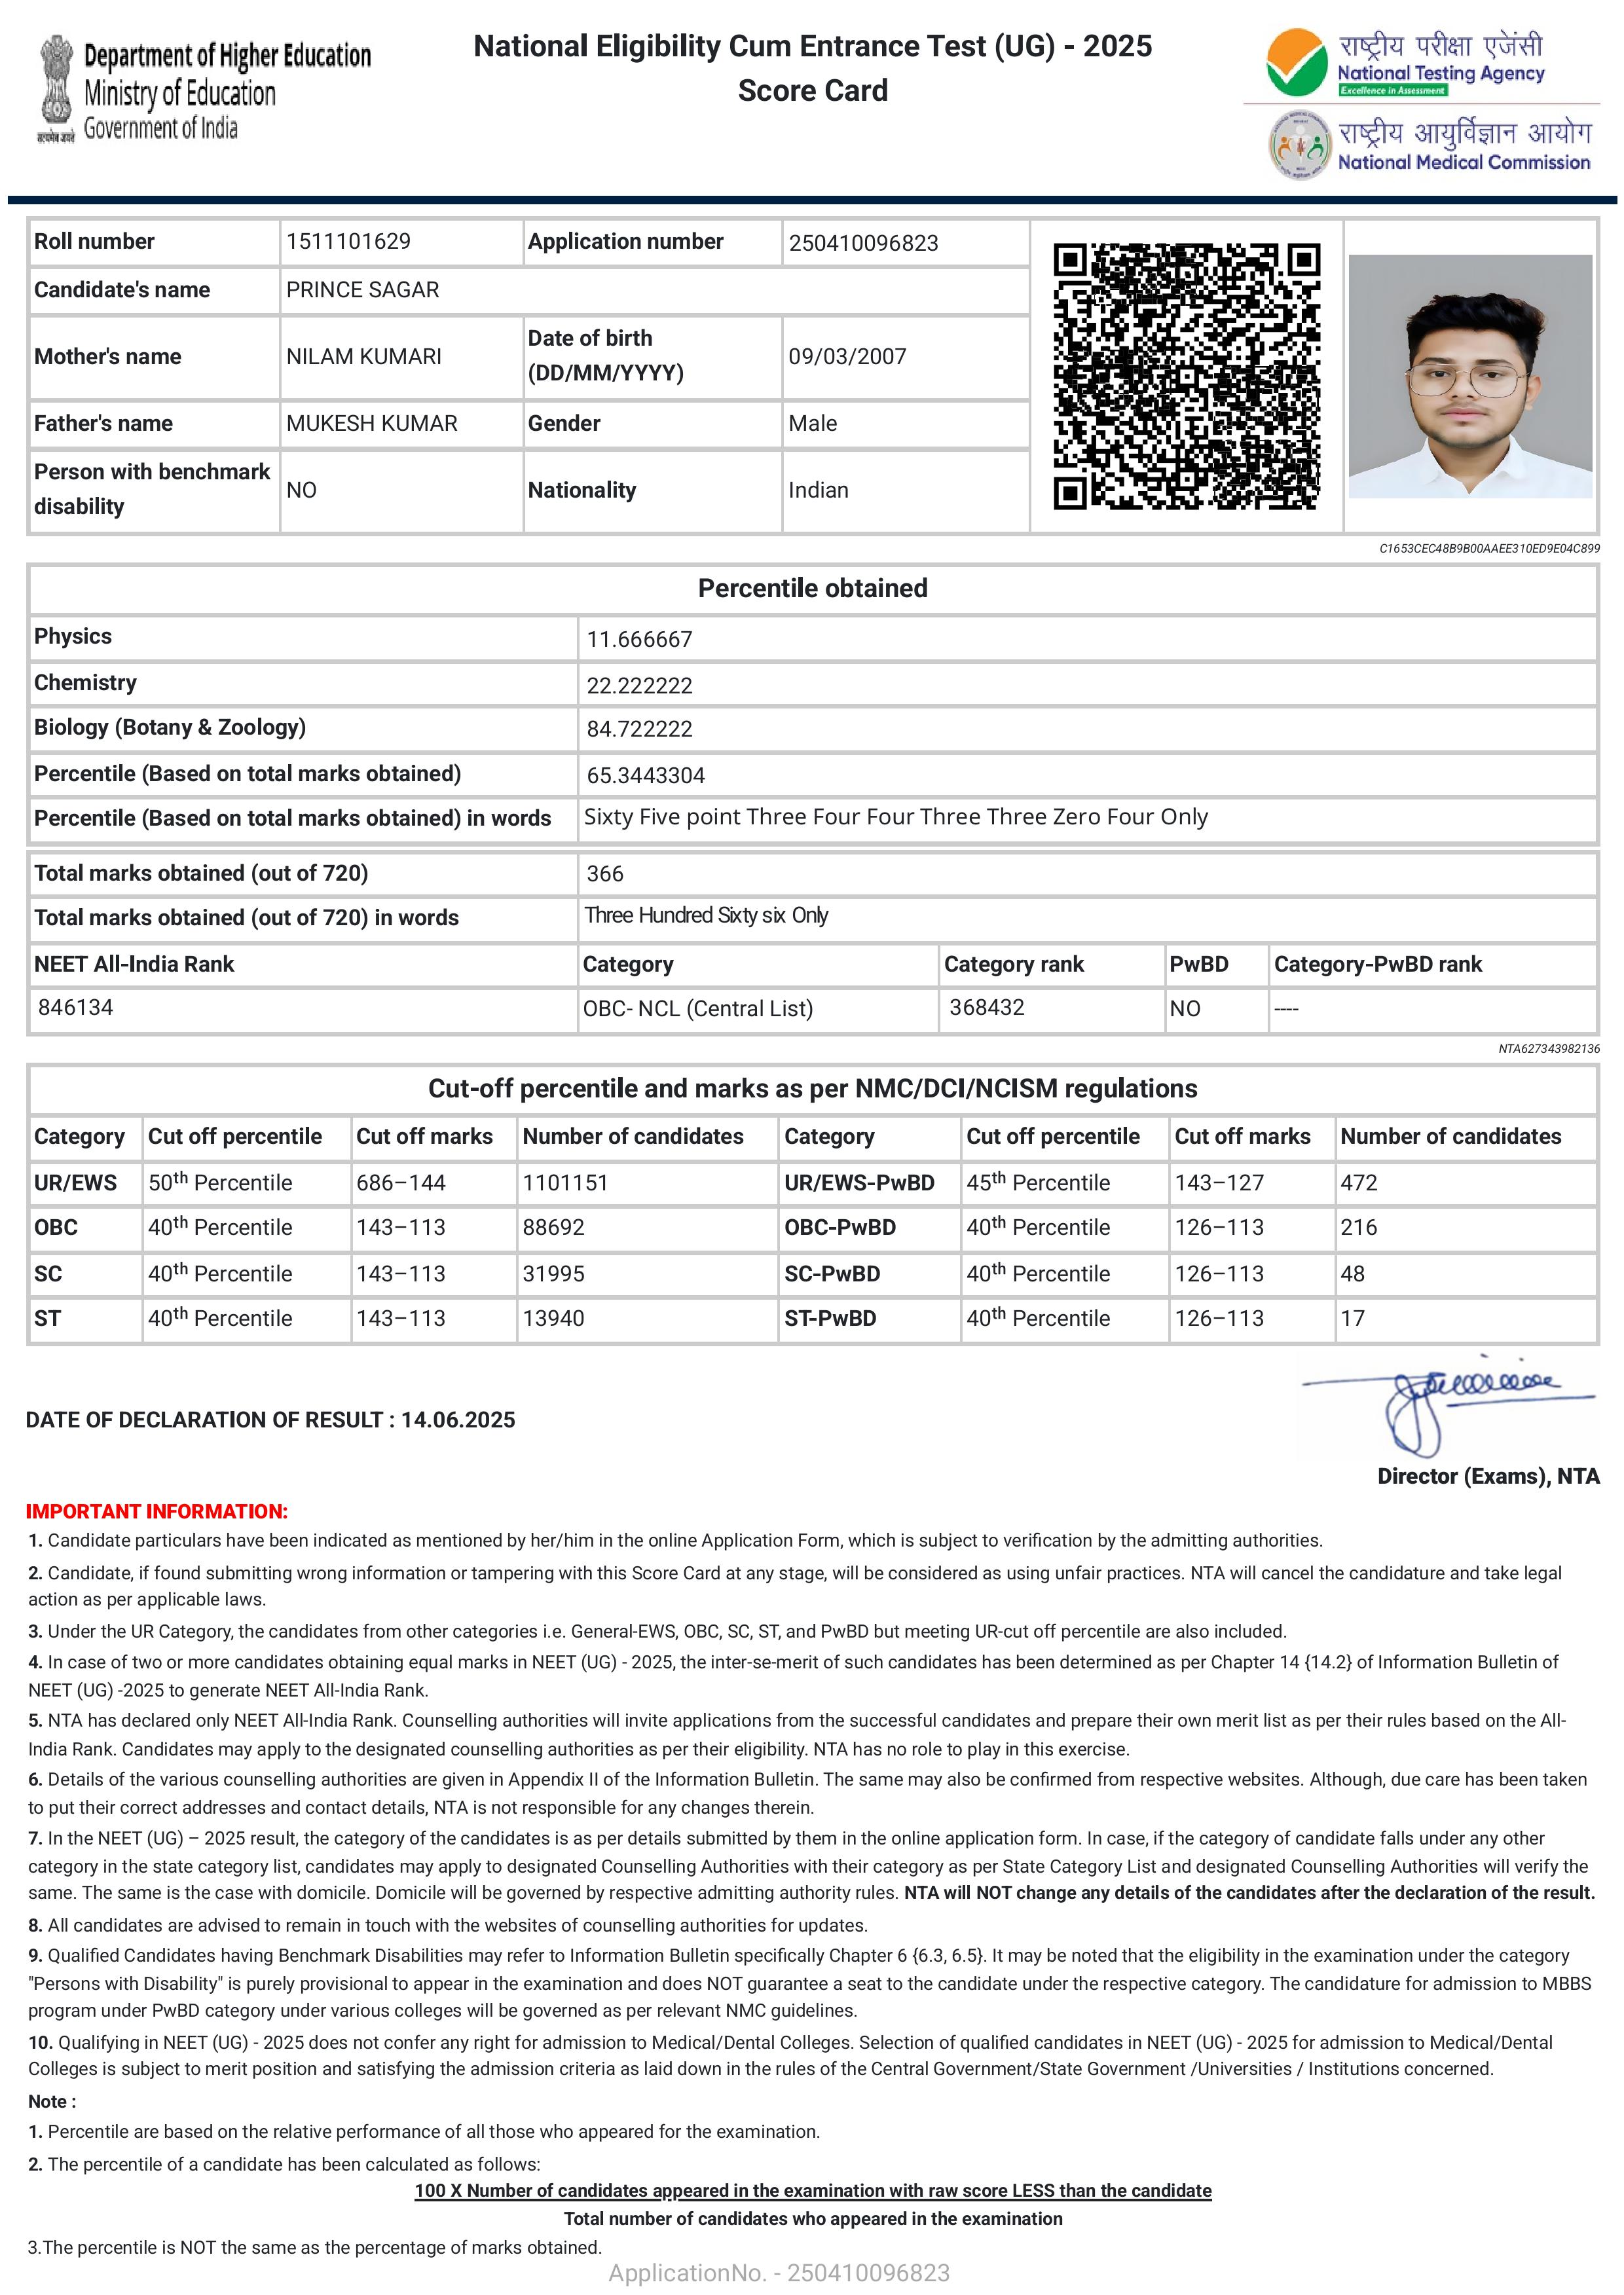 Department of Higher Education
Ministry of Education
Government of India
सत्यमेव जयते
National Eligibility Cum Entrance Test (UG) - 2025
Score Card
राष्ट्रीय परीक्षा एजेंसी
National Testing Agency
Excellence in Assessment
राष्ट्रीय आयुर्विज्ञान आयोग
National Medical Commission
Roll number 1511101629 Application number 250410096823
Candidate's name PRINCE SAGAR
Mother's name NILAM KUMARI Date of birth (DD/MM/YYYY) 09/03/2007
Father's name MUKESH KUMAR Gender Male
Person with benchmark disability NO Nationality Indian
C1653CEC48B9B00AAEE310ED9E04C899
Percentile obtained
Physics 11.666667
Chemistry 22.222222
Biology (Botany & Zoology) 84.722222
Percentile (Based on total marks obtained) 65.3443304
Percentile (Based on total marks obtained) in words Sixty Five point Three Four Four Three Three Zero Four Only
Total marks obtained (out of 720) 366
Total marks obtained (out of 720) in words Three Hundred Sixty six Only
NEET All-India Rank Category Category rank PwBD Category-PwBD rank
846134 OBC- NCL (Central List) 368432 NO ----
NTA627343982136
Cut-off percentile and marks as per NMC/DCI/NCISM regulations
Category Cut off percentile Cut off marks Number of candidates Category Cut off percentile Cut off marks Number of candidates
UR/EWS 50th Percentile 686–144 1101151 UR/EWS-PwBD 45th Percentile 143–127 472
OBC 40th Percentile 143–113 88692 OBC-PwBD 40th Percentile 126–113 216
SC 40th Percentile 143–113 31995 SC-PwBD 40th Percentile 126–113 48
ST 40th Percentile 143–113 13940 ST-PwBD 40th Percentile 126–113 17
DATE OF DECLARATION OF RESULT : 14.06.2025
Director (Exams), NTA
IMPORTANT INFORMATION:
1. Candidate particulars have been indicated as mentioned by her/him in the online Application Form, which is subject to verification by the admitting authorities.
2. Candidate, if found submitting wrong information or tampering with this Score Card at any stage, will be considered as using unfair practices. NTA will cancel the candidature and take legal
action as per applicable laws.
3. Under the UR Category, the candidates from other categories i.e. General-EWS, OBC, SC, ST, and PwBD but meeting UR-cut off percentile are also included.
4. In case of two or more candidates obtaining equal marks in NEET (UG) - 2025, the inter-se-merit of such candidates has been determined as per Chapter 14 {14.2} of Information Bulletin of
NEET (UG) -2025 to generate NEET All-India Rank.
5. NTA has declared only NEET All-India Rank. Counselling authorities will invite applications from the successful candidates and prepare their own merit list as per their rules based on the All-
India Rank. Candidates may apply to the designated counselling authorities as per their eligibility. NTA has no role to play in this exercise.
6. Details of the various counselling authorities are given in Appendix II of the Information Bulletin. The same may also be confirmed from respective websites. Although, due care has been taken
to put their correct addresses and contact details, NTA is not responsible for any changes therein.
7. In the NEET (UG) – 2025 result, the category of the candidates is as per details submitted by them in the online application form. In case, if the category of candidate falls under any other
category in the state category list, candidates may apply to designated Counselling Authorities with their category as per State Category List and designated Counselling Authorities will verify the
same. The same is the case with domicile. Domicile will be governed by respective admitting authority rules. NTA will NOT change any details of the candidates after the declaration of the result.
8. All candidates are advised to remain in touch with the websites of counselling authorities for updates.
9. Qualified Candidates having Benchmark Disabilities may refer to Information Bulletin specifically Chapter 6 {6.3, 6.5}. It may be noted that the eligibility in the examination under the category
"Persons with Disability" is purely provisional to appear in the examination and does NOT guarantee a seat to the candidate under the respective category. The candidature for admission to MBBS
program under PwBD category under various colleges will be governed as per relevant NMC guidelines.
10. Qualifying in NEET (UG) - 2025 does not confer any right for admission to Medical/Dental Colleges. Selection of qualified candidates in NEET (UG) - 2025 for admission to Medical/Dental
Colleges is subject to merit position and satisfying the admission criteria as laid down in the rules of the Central Government/State Government /Universities / Institutions concerned.
Note :
1. Percentile are based on the relative performance of all those who appeared for the examination.
2. The percentile of a candidate has been calculated as follows:
100 X Number of candidates appeared in the examination with raw score LESS than the candidate
Total number of candidates who appeared in the examination
3.The percentile is NOT the same as the percentage of marks obtained.
ApplicationNo. - 250410096823